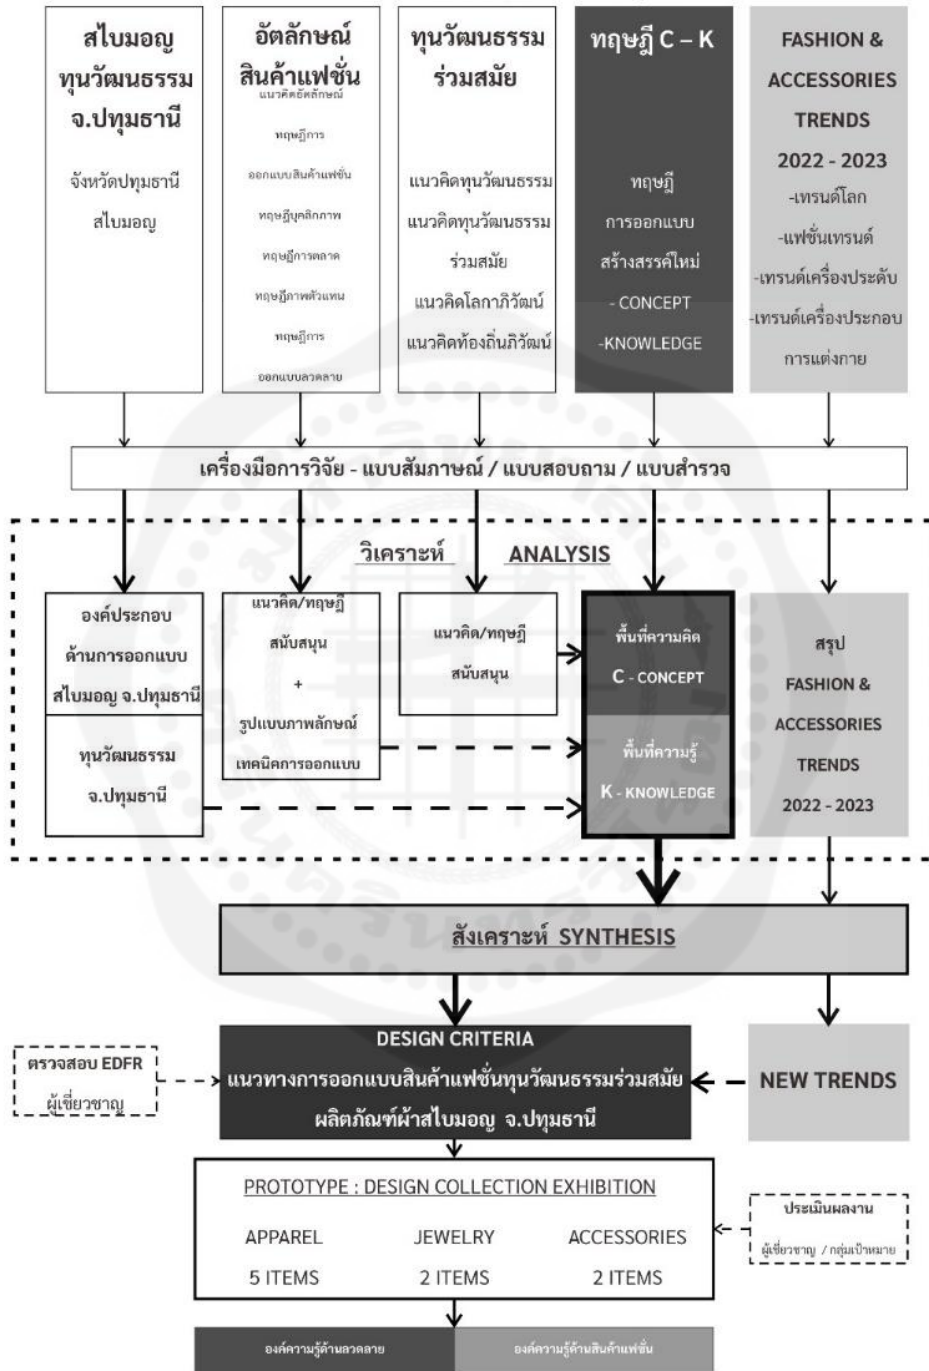 สไบมอญ
ทุนวัฒนธรรม
จ.ปทุมธานี
จังหวัดปทุมธานี
สไบมอญ
อัตลักษณ์
สินค้าแฟชั่น
แนวคิดอัตลักษณ์
ทฤษฎีการ
ออกแบบสินค้าแฟชั่น
ทฤษฎีบุคลิกภาพ
ทฤษฎีการตลาด
ทฤษฎีภาพตัวแทน
ทฤษฎีการ
ออกแบบลวดลาย
ทุนวัฒนธรรม
ร่วมสมัย
แนวคิดทุนวัฒนธรรม
แนวคิดทุนวัฒนธรรม
ร่วมสมัย
แนวคิดโลกาภิวัฒน์
แนวคิดท้องถิ่นภิวัฒน์
ทฤษฎี C – K
ทฤษฎี
การออกแบบ
สร้างสรรค์ใหม่
- CONCEPT
-KNOWLEDGE
FASHION &
ACCESSORIES
TRENDS
2022 - 2023
-เทรนด์โลก
-แฟชั่นเทรนด์
-เทรนด์เครื่องประดับ
-เทรนด์เครื่องประกอบ
การแต่งกาย
เครื่องมือการวิจัย - แบบสัมภาษณ์ / แบบสอบถาม / แบบสำรวจ
วิเคราะห์ ANALYSIS
องค์ประกอบ
ด้านการออกแบบ
สไบมอญ จ.ปทุมธานี
ทุนวัฒนธรรม
จ.ปทุมธานี
แนวคิด/ทฤษฎี
สนับสนุน
+
รูปแบบภาพลักษณ์
เทคนิคการออกแบบ
แนวคิด/ทฤษฎี
สนับสนุน
พื้นที่ความคิด
C - CONCEPT
พื้นที่ความรู้
K - KNOWLEDGE
สรุป
FASHION &
ACCESSORIES
TRENDS
2022 - 2023
สังเคราะห์ SYNTHESIS
ตรวจสอบ EDFR
ผู้เชี่ยวชาญ
DESIGN CRITERIA
แนวทางการออกแบบสินค้าแฟชั่นทุนวัฒนธรรมร่วมสมัย
ผลิตภัณฑ์ผ้าสไบมอญ จ.ปทุมธานี
NEW TRENDS
PROTOTYPE : DESIGN COLLECTION EXHIBITION
APPAREL JEWELRY ACCESSORIES
5 ITEMS 2 ITEMS 2 ITEMS
ประเมินผลงาน
ผู้เชี่ยวชาญ / กลุ่มเป้าหมาย
องค์ความรู้ด้านลวดลาย
องค์ความรู้ด้านสินค้าแฟชั่น